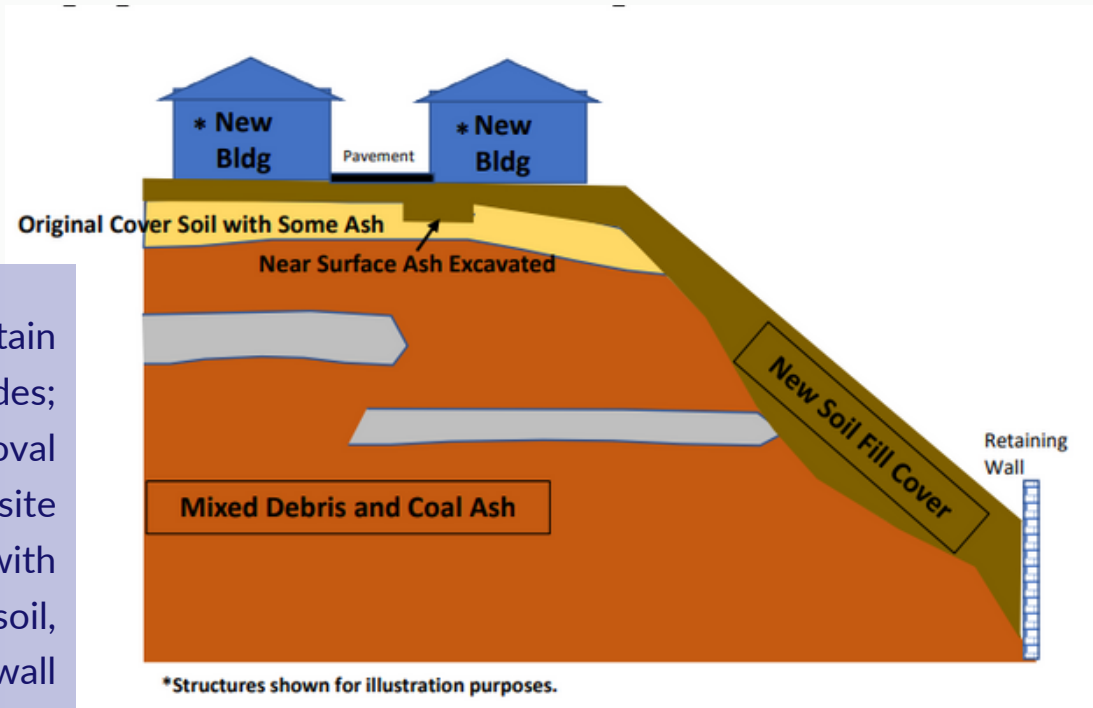 * New
Bldg
* New
Bldg
Pavement
Original Cover Soil with Some Ash
Near Surface Ash Excavated
New Soil Fill Cover
Retaining
Wall
Mixed Debris and Coal Ash
*Structures shown for illustration purposes.
tain
des;
oval
site
with
soil,
wall